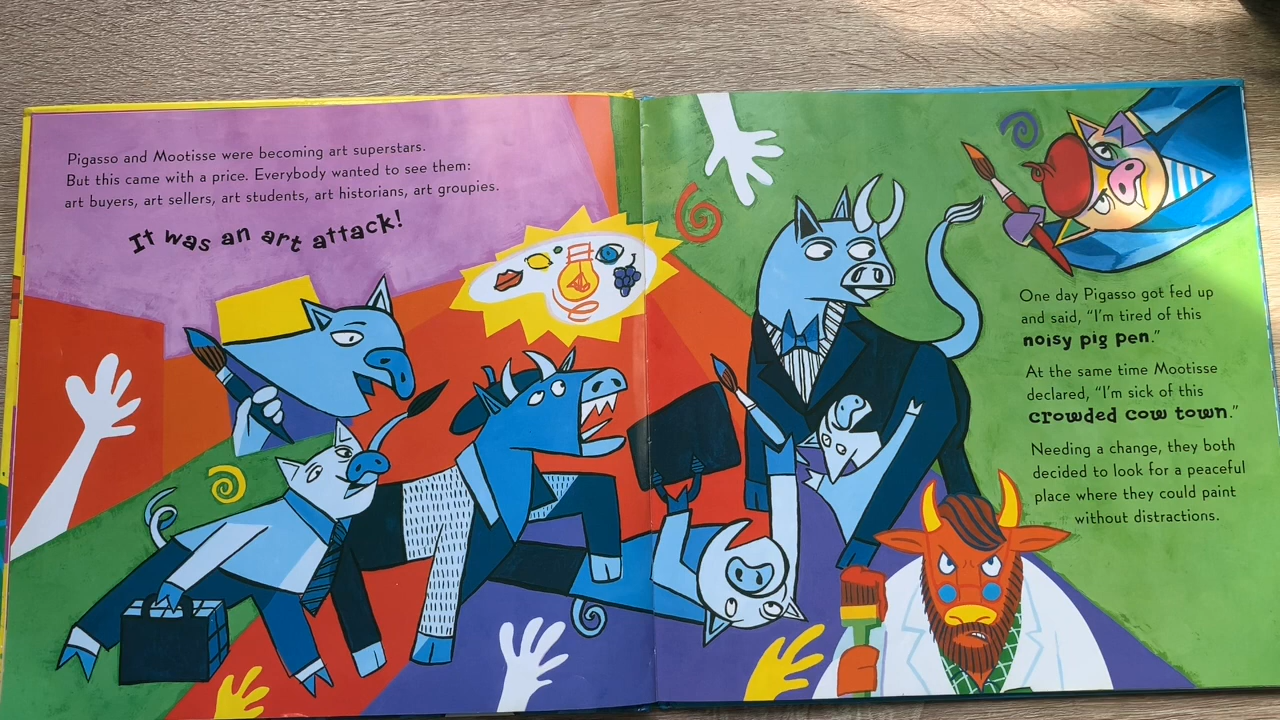 Pigasso and Mootisse were becoming art superstars.
But this came with a price. Everybody wanted to see them:
art buyers, art sellers, art students, art historians, art groupies.
It was an art attack!
One day Pigasso got fed up
and said, “I’m tired of this
noisy pig pen.”
At the same time Mootisse
declared, “I’m sick of this
crowded cow town.”
Needing a change, they both
decided to look for a peaceful
place where they could paint
without distractions.